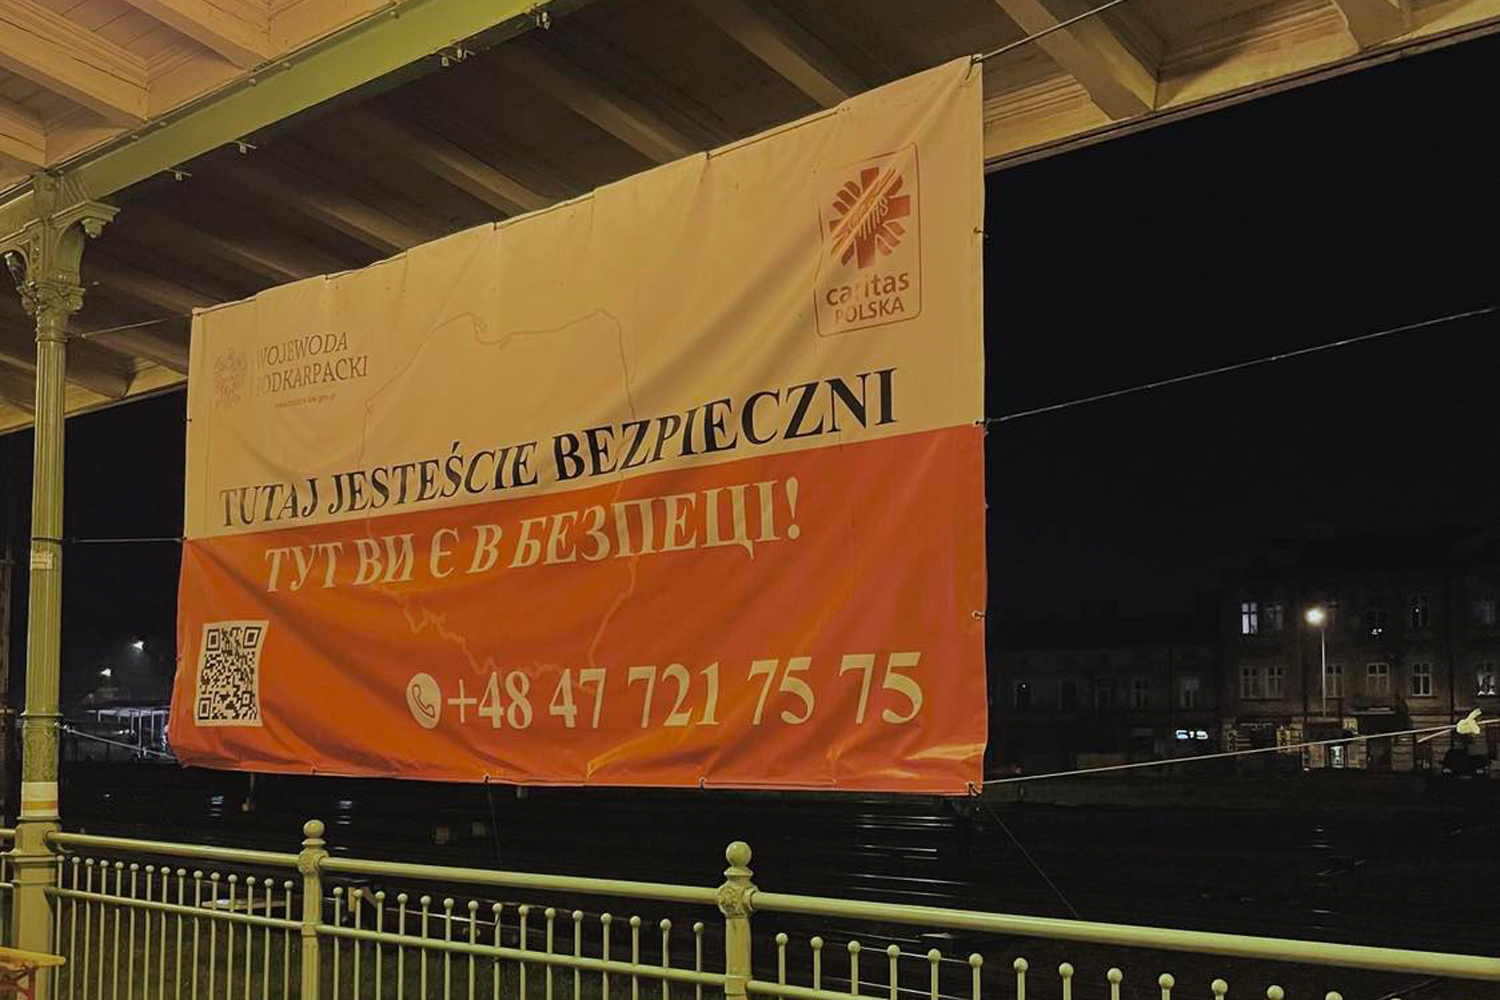 WOJEWODA
PODKARPACKI
Caritas
POLSKA
TUTAJ JESTEŚCIE BEZPIECZNI
ТУТ ВИ Є В БЕЗПЕЦІ!
+48 47 721 75 75